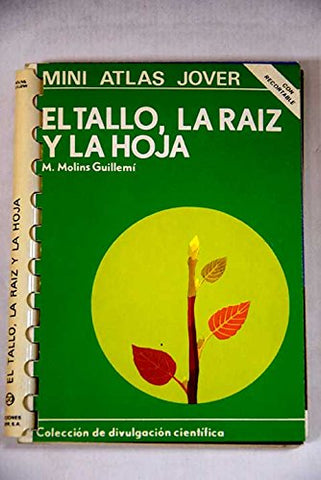 MINI ATLAS JOVER
CON
RECORTABLE
EL TALLO, LA RAIZ
Y LA HOJA
M. Molins Guillemí
Colección de divulgación científica
EL TALLO, LA RAIZ Y LA HOJA